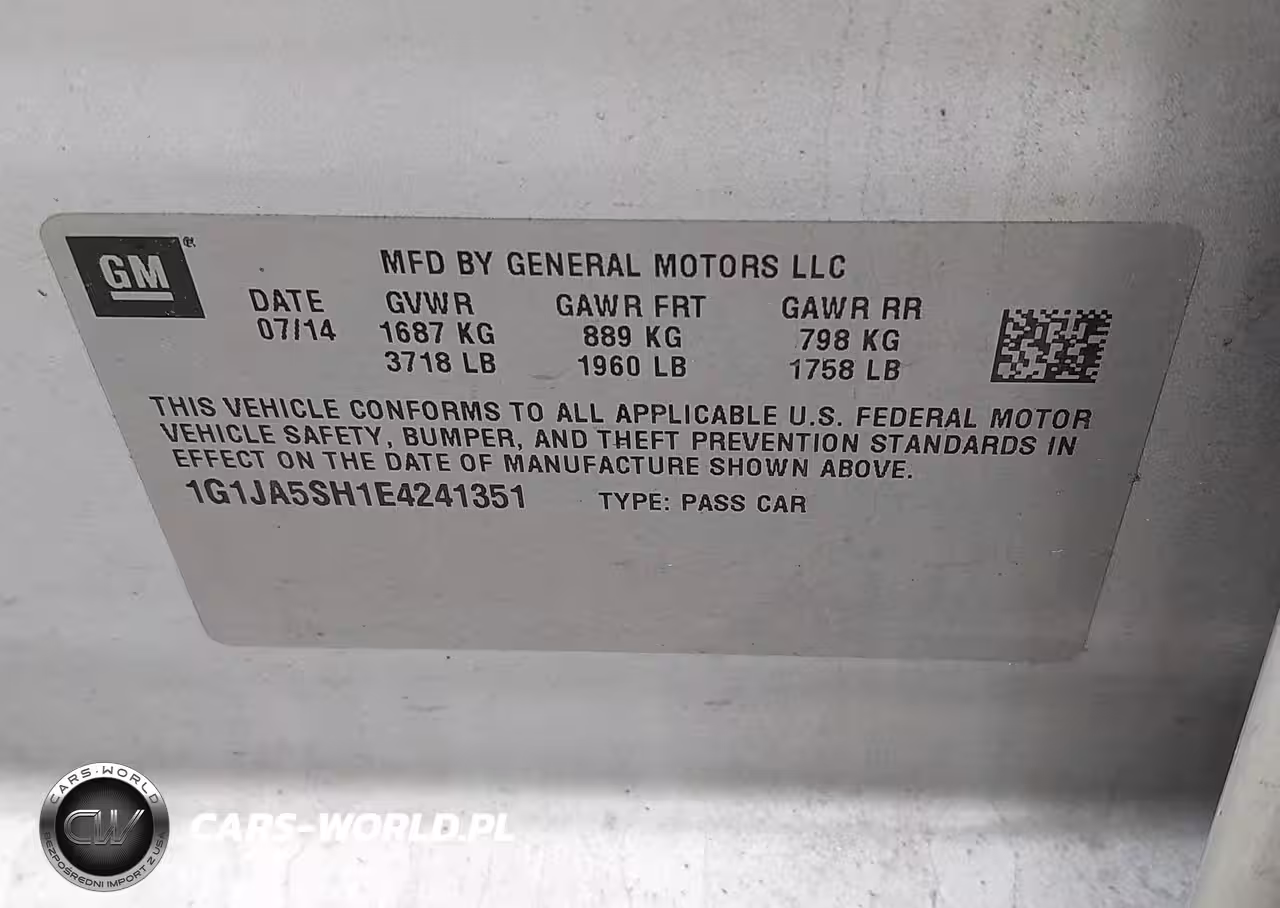 GM
MFD BY GENERAL MOTORS LLC
DATE GVWR GAWR FRT GAWR RR
07/14 1687 KG 889 KG 798 KG
3718 LB 1960 LB 1758 LB
THIS VEHICLE CONFORMS TO ALL APPLICABLE U.S. FEDERAL MOTOR
VEHICLE SAFETY, BUMPER, AND THEFT PREVENTION STANDARDS IN
EFFECT ON THE DATE OF MANUFACTURE SHOWN ABOVE.
1G1JA5SH1E4241351 TYPE: PASS CAR
CARS-WORLD
CW
BEZPOŚREDNI IMPORT Z USA
CARS-WORLD.PL